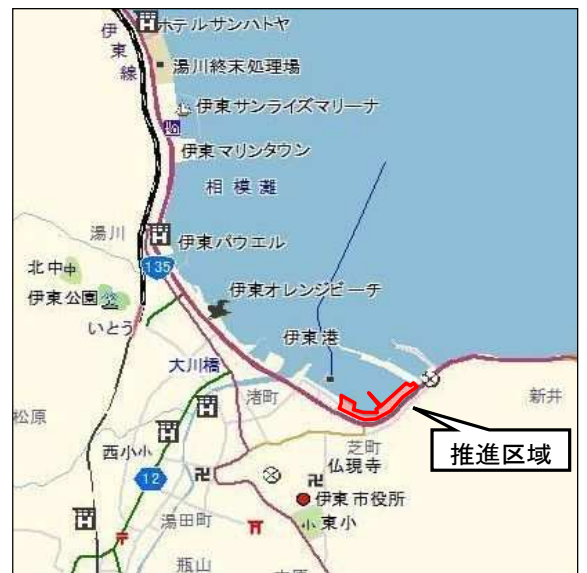 ホテルサンハトヤ
伊東線
湯川終末処理場
伊東サンライズマリーナ
伊東マリンタウン
相模灘
湯川
伊東パウエル
135
北中
中
伊東オレンジビーチ
伊東公園
いとう
伊東港
大川橋
渚町
新井
松原
芝町
推進区域
西小
小
仏現寺
12
伊東市役所
湯田町
小
東小
瓶山